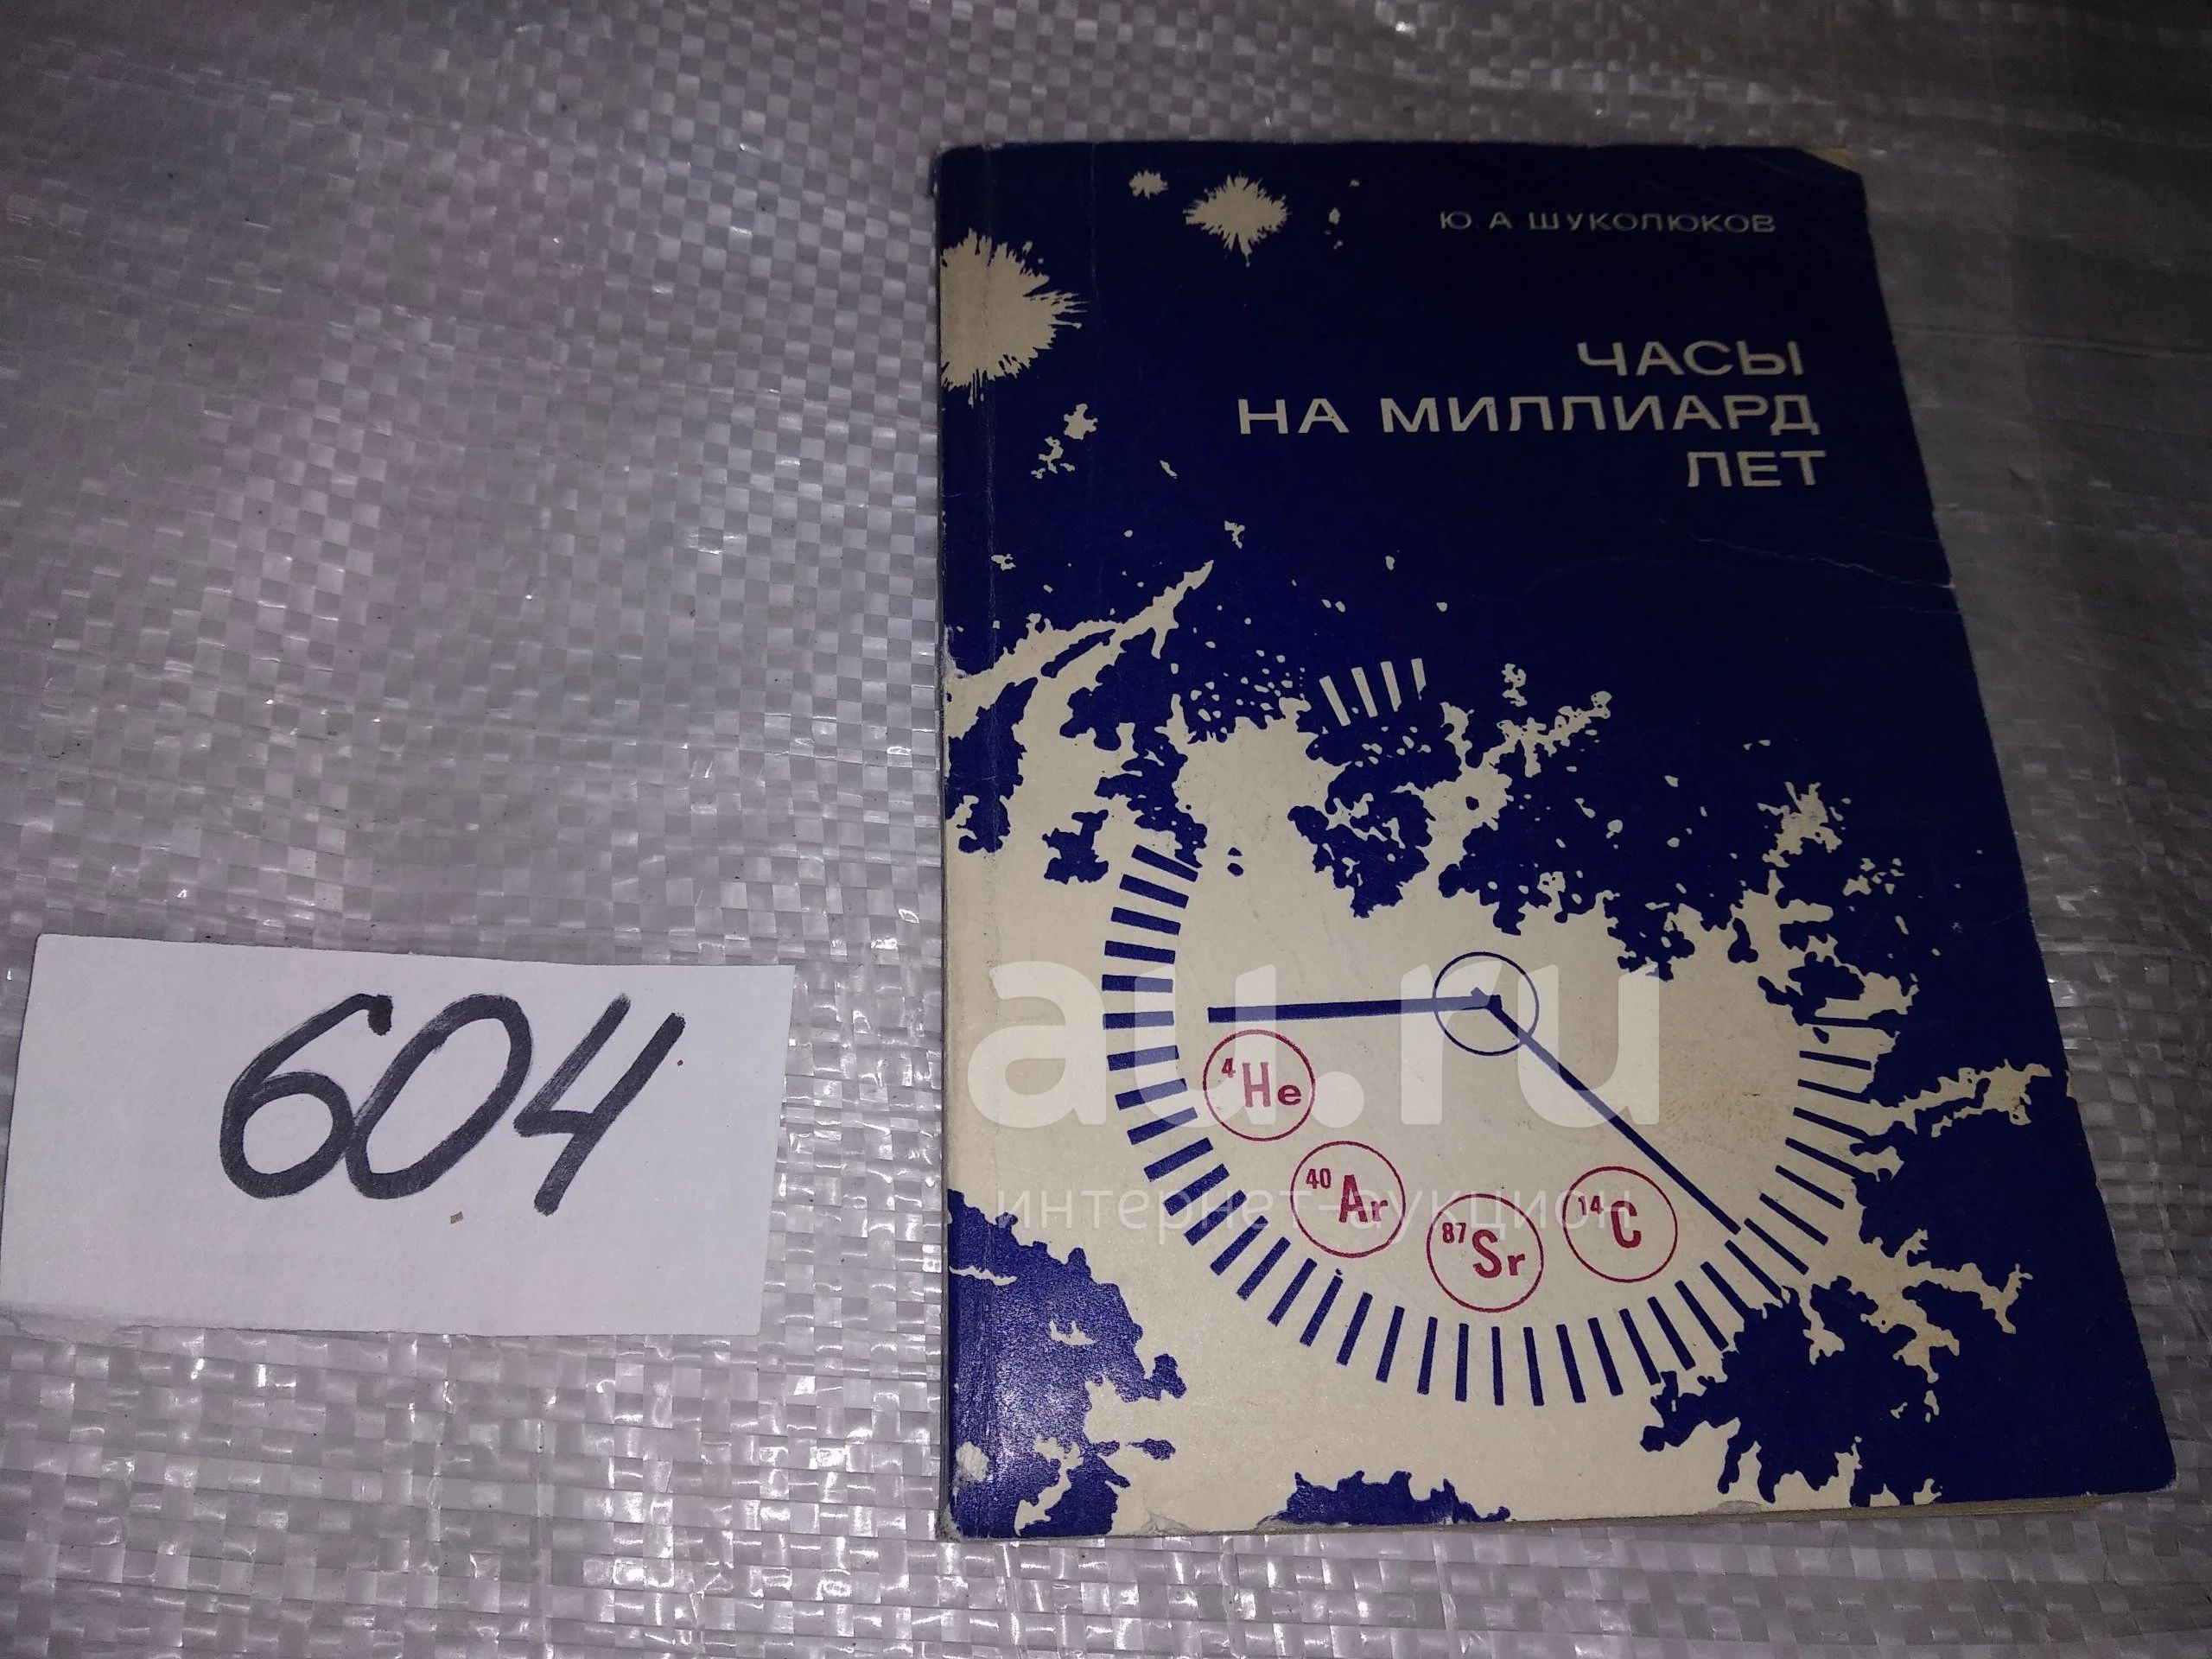 Ю. А. ШУКОЛЮКОВ
ЧАСЫ
НА МИЛЛИАРД
ЛЕТ
au.ru
интернет-аукцион
4He
40Ar
87Sr
14C
604